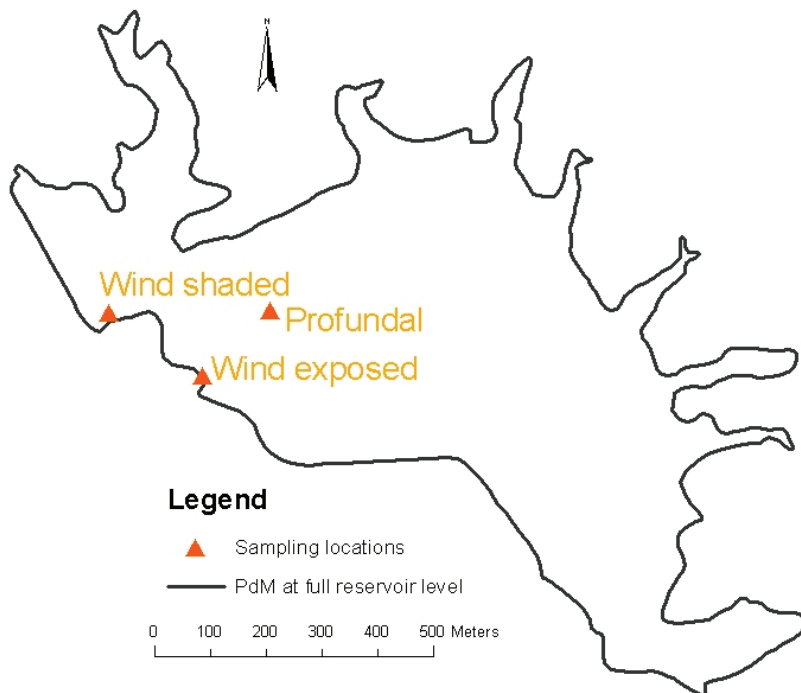 N
Wind shaded
Profundal
Wind exposed
Legend
Sampling locations
PdM at full reservoir level
0 100 200 300 400 500 Meters